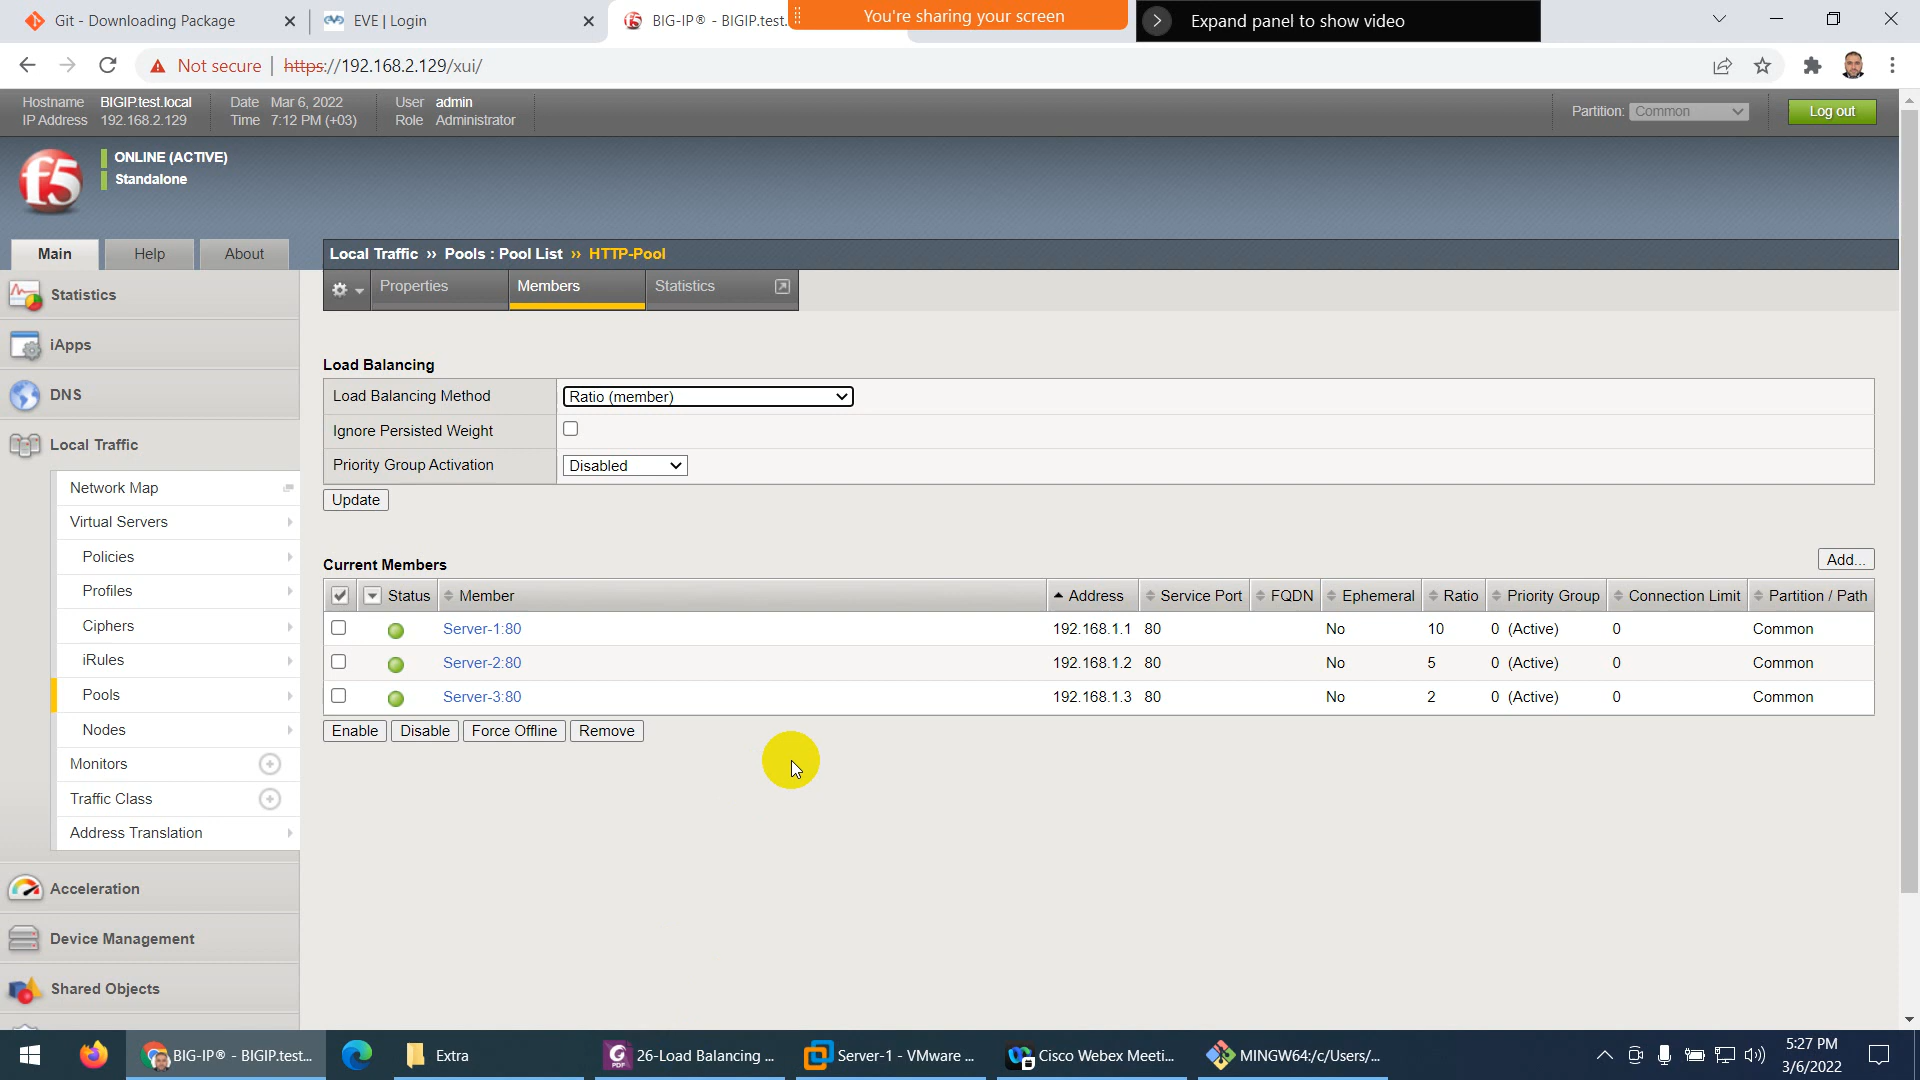 Git - Downloading Package
EVE | Login
BIG-IP® - BIGIP.test.
You're sharing your screen
Expand panel to show video
Not secure
https://192.168.2.129/xui/
Hostname BIGIP.test.local
IP Address 192.168.2.129
Date Mar 6, 2022
Time 7:12 PM (+03)
User admin
Role Administrator
Partition: Common
Log out
f5
ONLINE (ACTIVE)
Standalone
Main
Help
About
Local Traffic ›› Pools : Pool List ›› HTTP-Pool
Properties
Members
Statistics
Statistics
iApps
DNS
Local Traffic
Network Map
Virtual Servers
Policies
Profiles
Ciphers
iRules
Pools
Nodes
Monitors
Traffic Class
Address Translation
Acceleration
Device Management
Shared Objects
Load Balancing
Load Balancing Method Ratio (member)
Ignore Persisted Weight
Priority Group Activation Disabled
Update
Current Members
Add...
Status Member Address Service Port FQDN Ephemeral Ratio Priority Group Connection Limit Partition / Path
Server-1:80 192.168.1.1 80 No 10 0 (Active) 0 Common
Server-2:80 192.168.1.2 80 No 5 0 (Active) 0 Common
Server-3:80 192.168.1.3 80 No 2 0 (Active) 0 Common
Enable Disable Force Offline Remove
BIG-IP® - BIGIP.test...
Extra
26-Load Balancing ...
Server-1 - VMware ...
Cisco Webex Meeti...
MINGW64:/c/Users/...
5:27 PM
3/6/2022